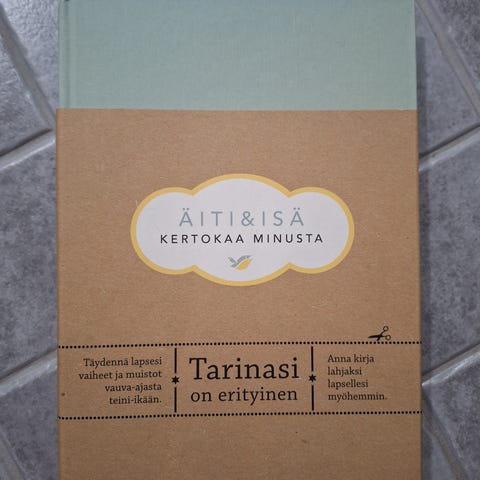 ÄITI&ISÄ
KERTOKAA MINUSTA
Täydennä lapsesi
vaiheet ja muistot
vauva-ajasta
teini-ikään.
Tarinasi
on erityinen
Anna kirja
lahjaksi
lapsellesi
myöhemmin.